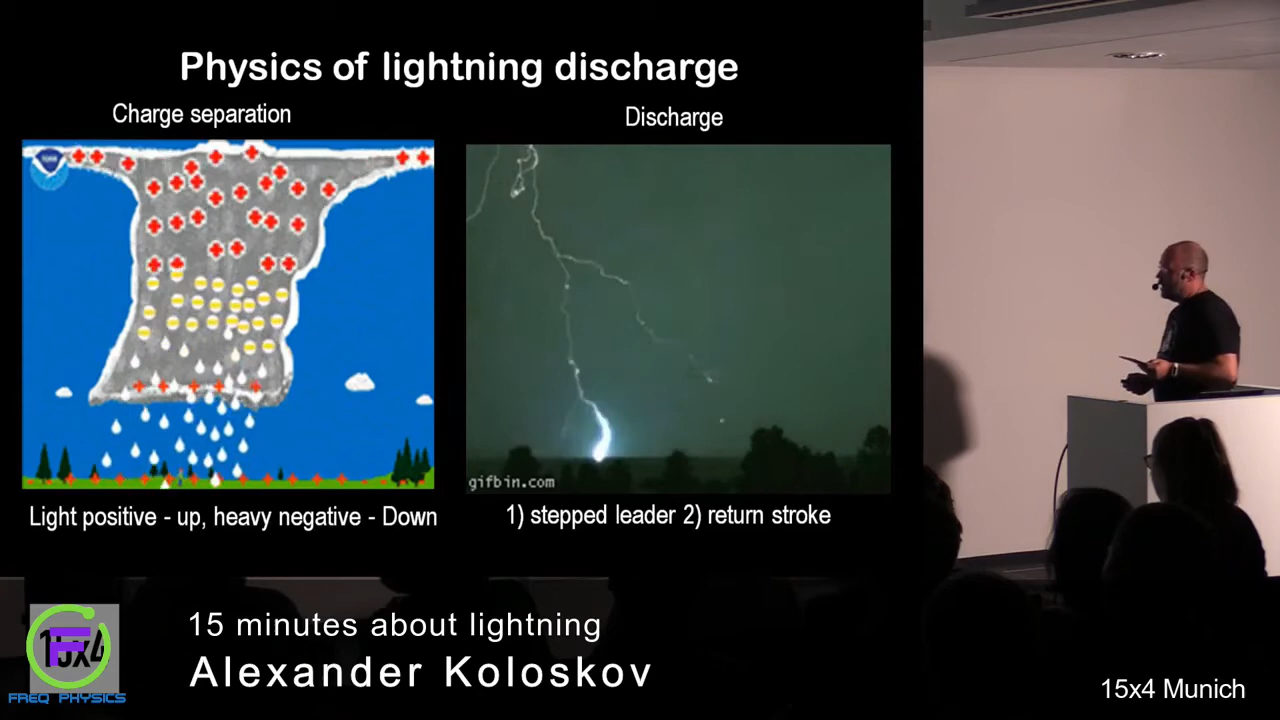 Physics of lightning discharge
Charge separation
Discharge
gifbin.com
Light positive - up, heavy negative - Down
1) stepped leader 2) return stroke
15 minutes about lightning
Alexander Koloskov
FREQ PHYSICS
15x4 Munich